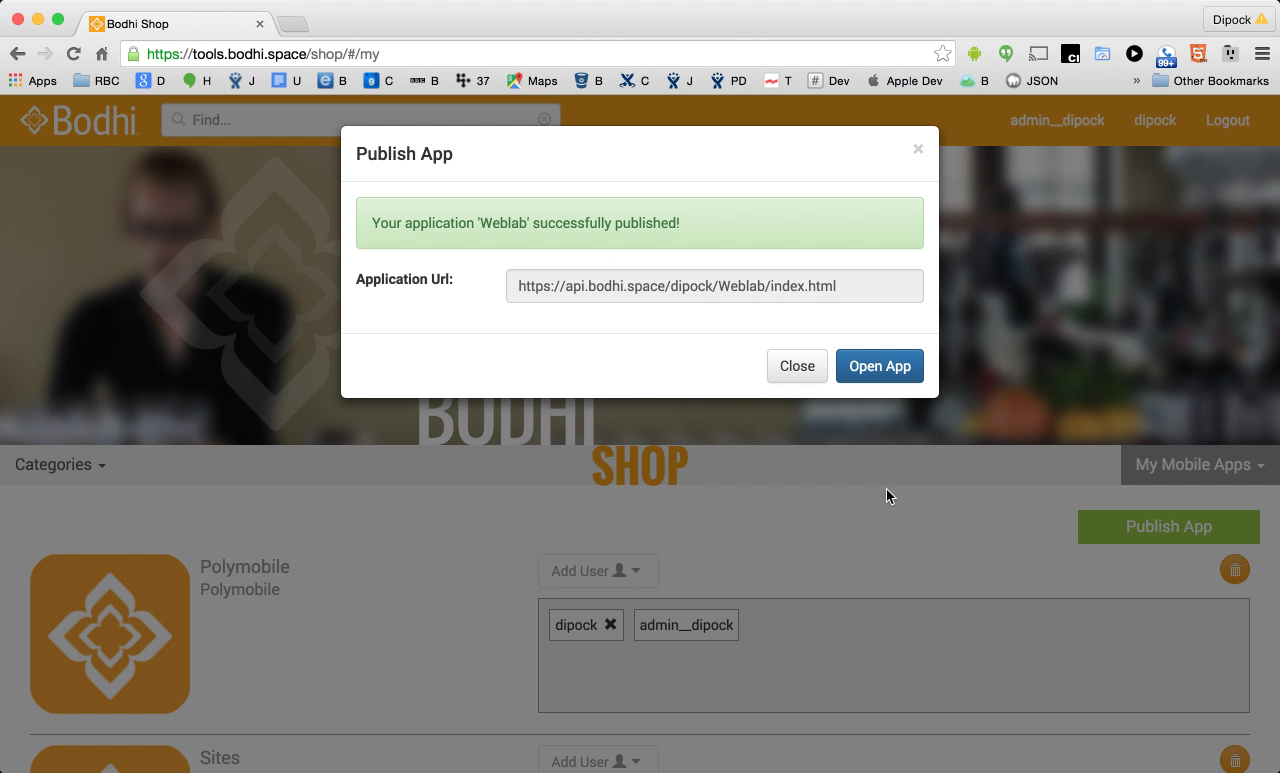 Bodhi Shop
Dipock
https://tools.bodhi.space/shop/#/my
99+
Apps RBC D H J U B C B 37 Maps B C J PD T Dev Apple Dev B JSON » Other Bookmarks
Bodhi Find... admin__dipock dipock Logout
Publish App
Your application 'Weblab' successfully published!
Application Url: https://api.bodhi.space/dipock/Weblab/index.html
Close Open App
BODHI
SHOP
Categories My Mobile Apps
Publish App
Polymobile Add User
Polymobile
dipock admin__dipock
Sites Add User